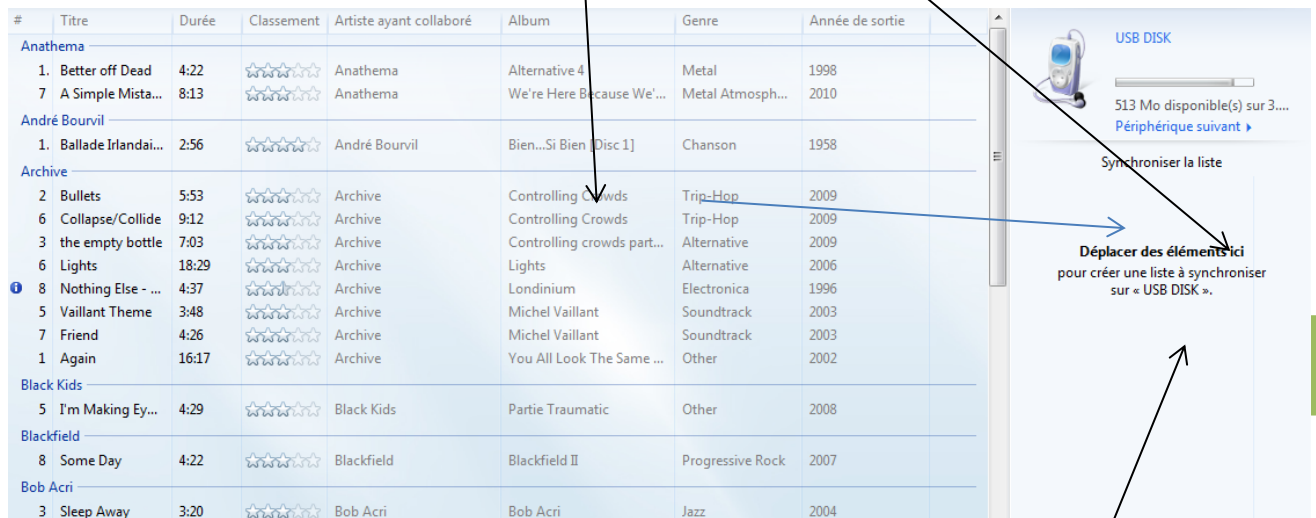 # Titre Durée Classement Artiste ayant collaboré Album Genre Année de sortie
Anathema
1. Better off Dead 4:22 Anathema Alternative 4 Metal 1998
7 A Simple Mista... 8:13 Anathema We're Here Because We'... Metal Atmosph... 2010
André Bourvil
1. Ballade Irlandai... 2:56 André Bourvil Bien...Si Bien [Disc 1] Chanson 1958
Archive
2 Bullets 5:53 Archive Controlling Crowds Trip-Hop 2009
6 Collapse/Collide 9:12 Archive Controlling Crowds Trip-Hop 2009
3 the empty bottle 7:03 Archive Controlling crowds part... Alternative 2009
6 Lights 18:29 Archive Lights Alternative 2006
8 Nothing Else - ... 4:37 Archive Londinium Electronica 1996
5 Vaillant Theme 3:48 Archive Michel Vaillant Soundtrack 2003
7 Friend 4:26 Archive Michel Vaillant Soundtrack 2003
1 Again 16:17 Archive You All Look The Same ... Other 2002
Black Kids
5 I'm Making Ey... 4:29 Black Kids Partie Traumatic Other 2008
Blackfield
8 Some Day 4:22 Blackfield Blackfield II Progressive Rock 2007
Bob Acri
3 Sleep Away 3:20 Bob Acri Bob Acri Jazz 2004
USB DISK
513 Mo disponible(s) sur 3....
Périphérique suivant
Synchroniser la liste
Déplacer des éléments ici
pour créer une liste à synchroniser
sur « USB DISK ».